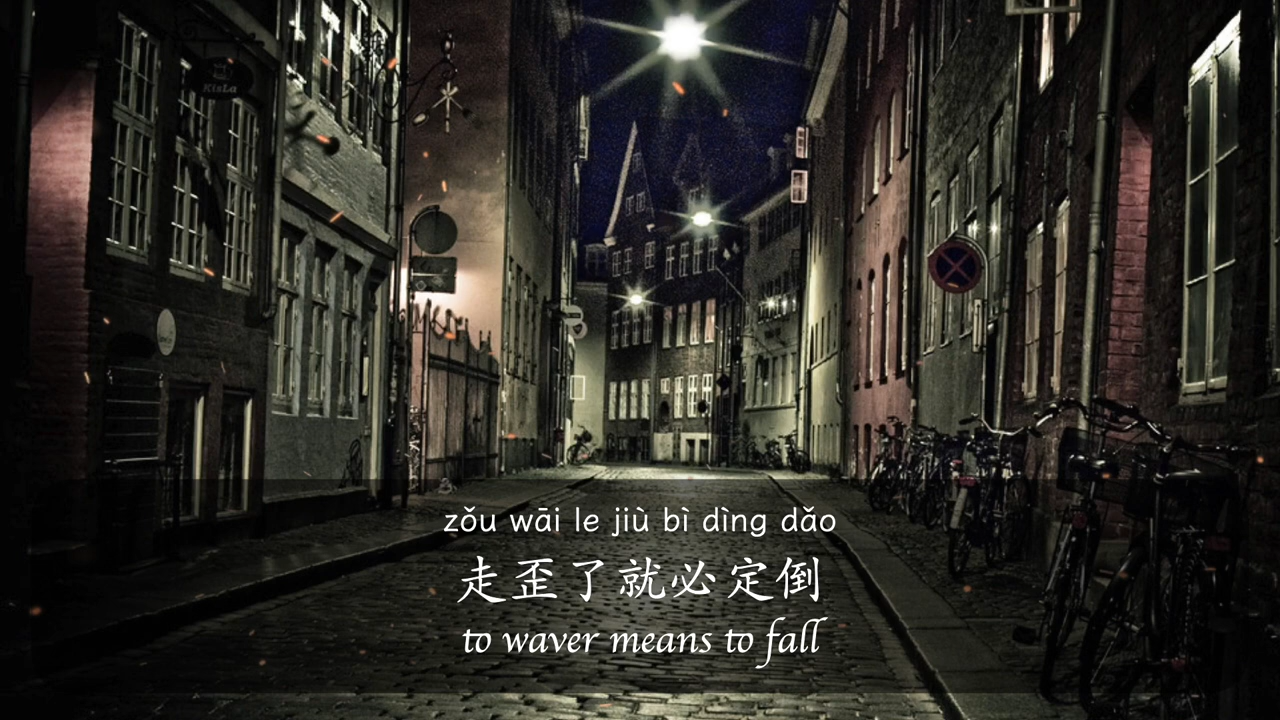 KizLa
zǒu wāi le jiù bì dìng dǎo
走歪了就必定倒
to waver means to fall